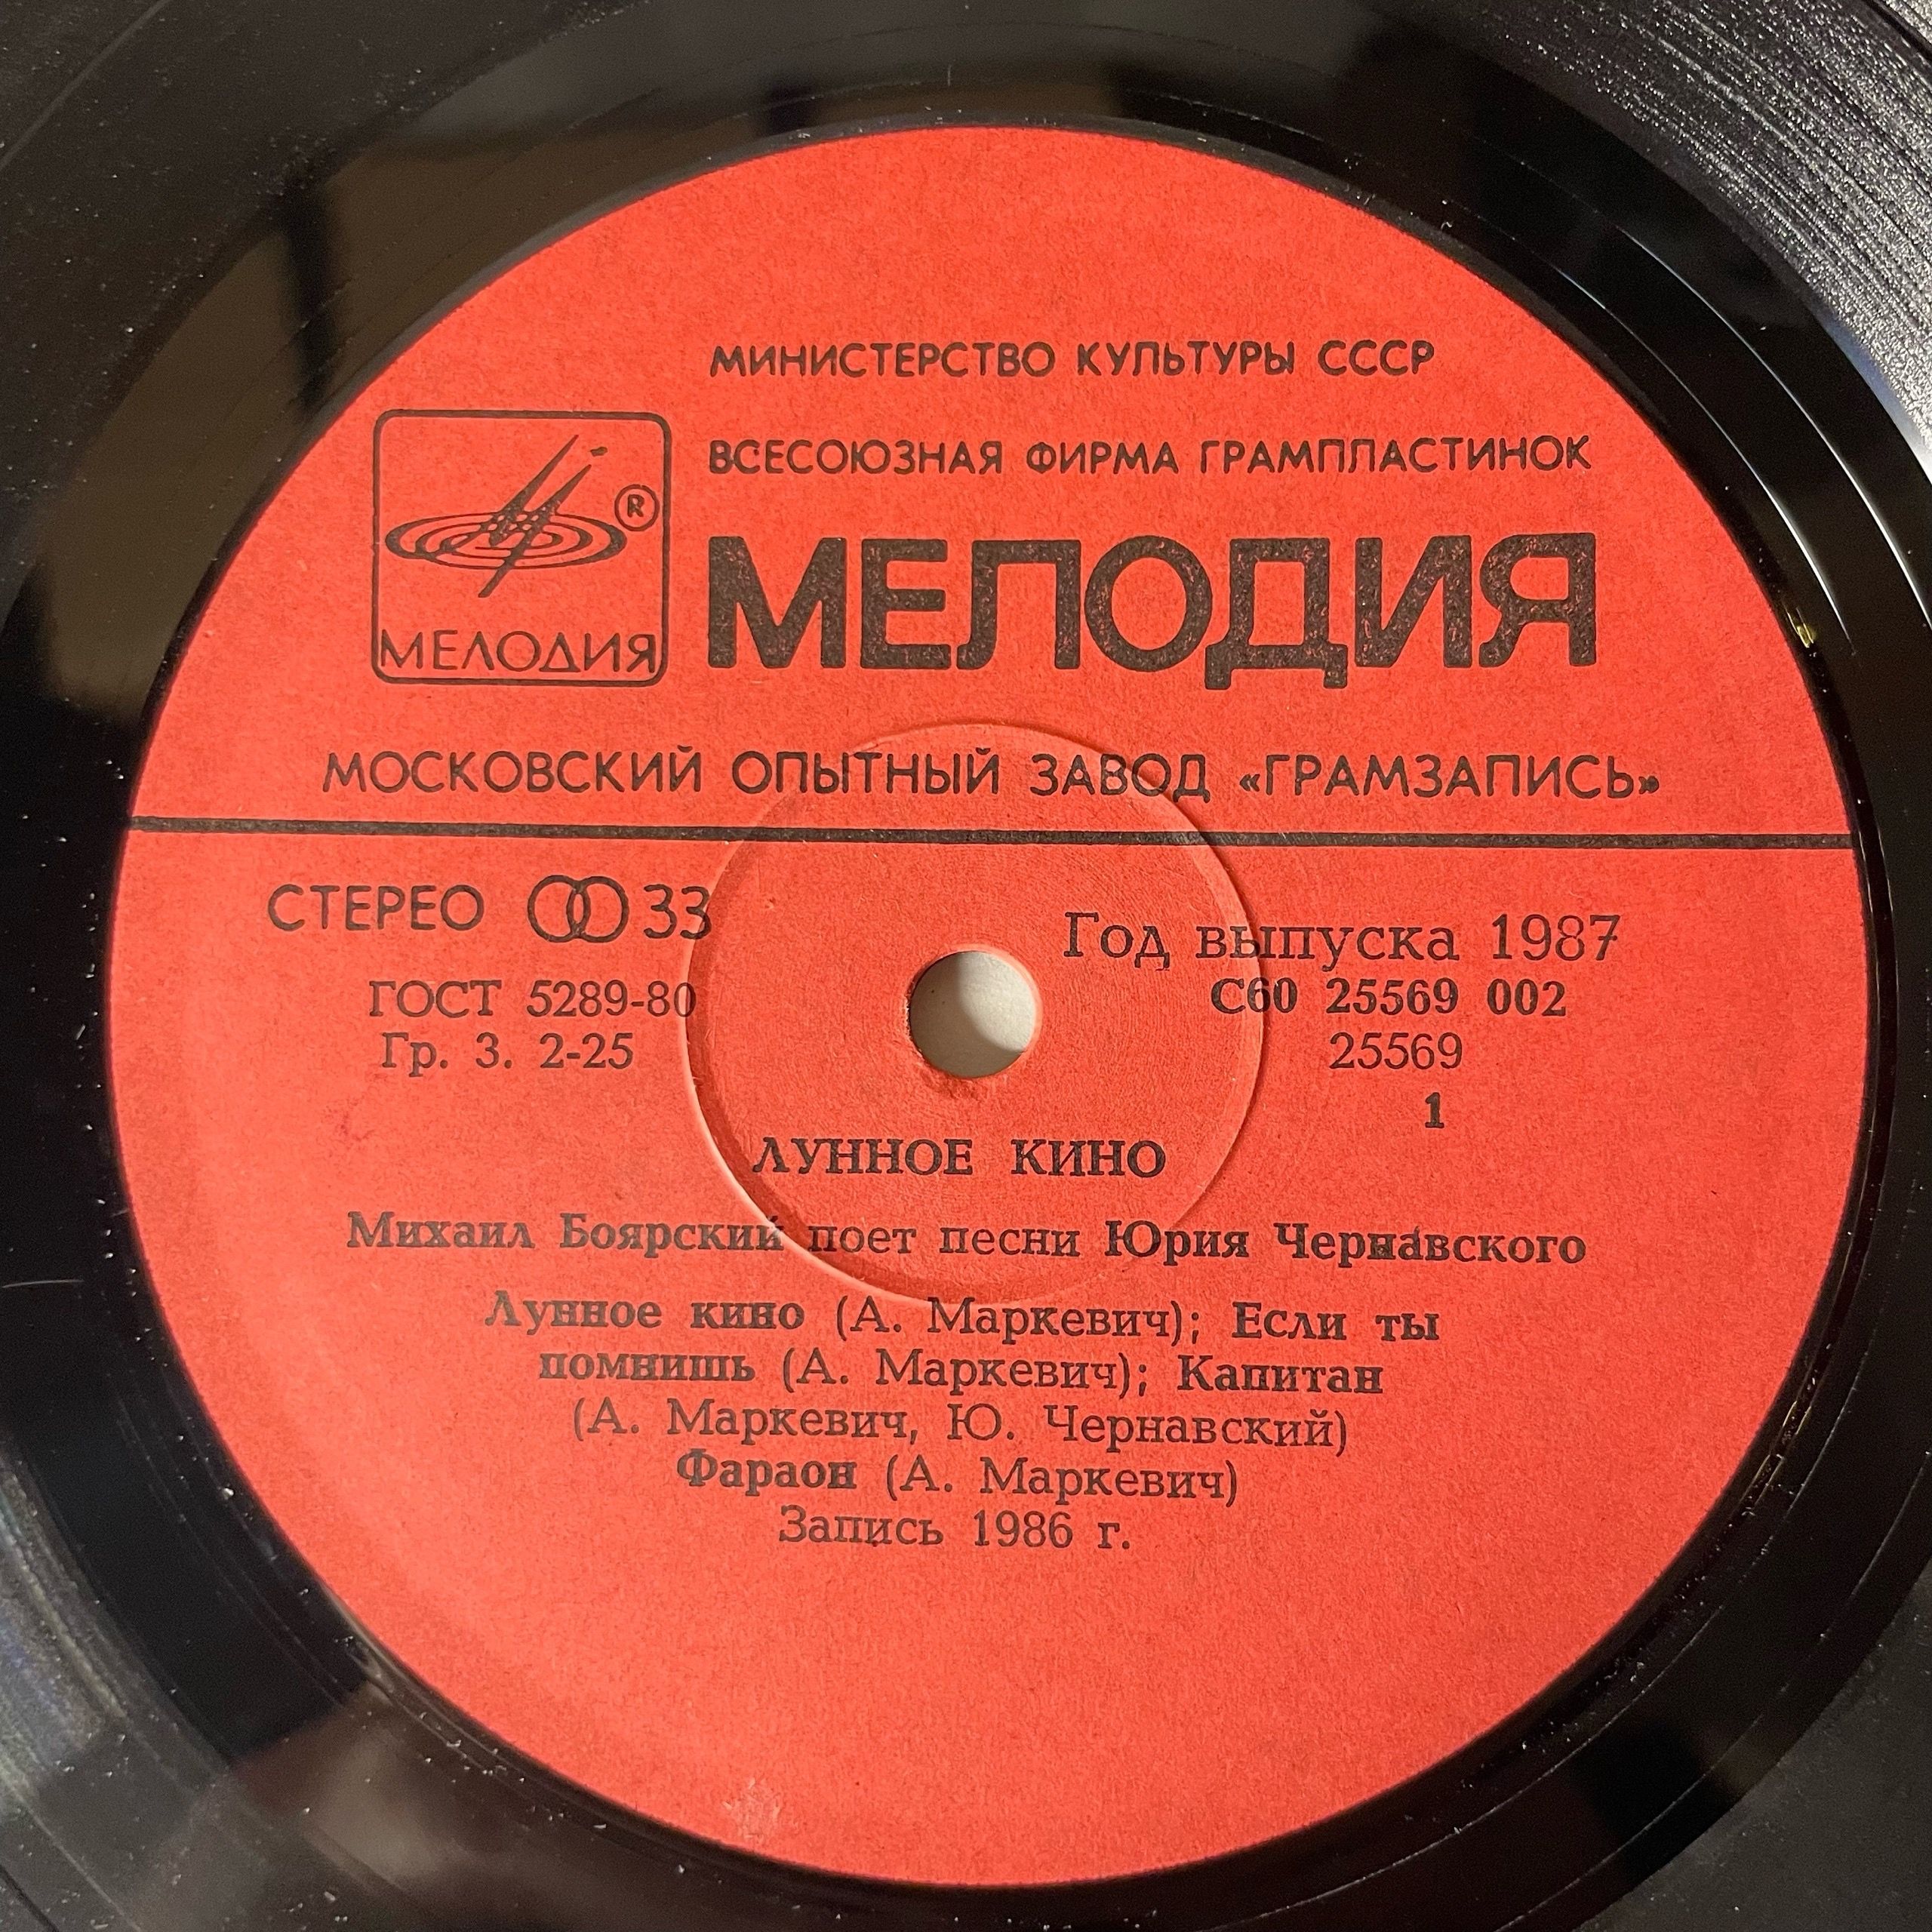 МИНИСТЕРСТВО КУЛЬТУРЫ СССР
ВСЕСОЮЗНАЯ ФИРМА ГРАМПЛАСТИНОК
®
МЕЛОДИЯ
МЕЛОДИЯ
МОСКОВСКИЙ ОПЫТНЫЙ ЗАВОД «ГРАМЗАПИСЬ»
СТЕРЕО 33
Год выпуска 1987
ГОСТ 5289-80
С60 25569 002
Гр. 3. 2-25
25569
1
ЛУННОЕ КИНО
Михаил Боярский поет песни Юрия Чернавского
Лунное кино (А. Маркевич); Если ты
помнишь (А. Маркевич); Капитан
(А. Маркевич, Ю. Чернавский)
Фараон (А. Маркевич)
Запись 1986 г.